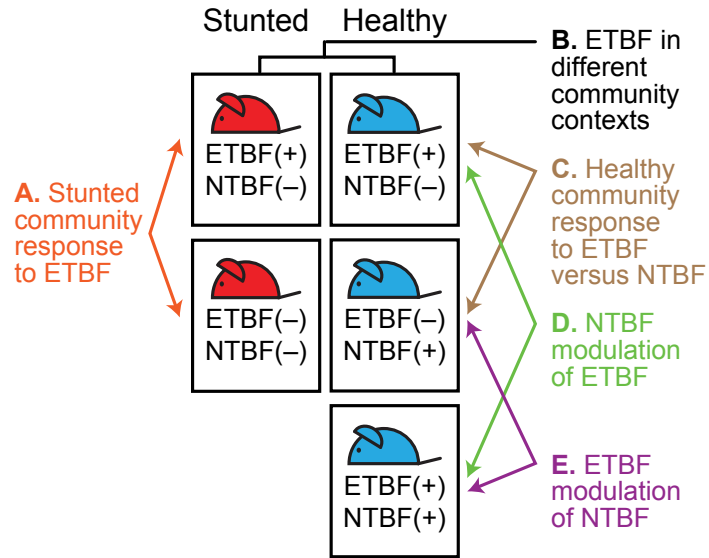 Stunted Healthy
B. ETBF in
different
community
contexts
ETBF(+)
NTBF(–)
ETBF(+)
NTBF(–)
A. Stunted
community
response
to ETBF
C. Healthy
community
response
to ETBF
versus NTBF
ETBF(–)
NTBF(–)
ETBF(–)
NTBF(+)
D. NTBF
modulation
of ETBF
ETBF(+)
NTBF(+)
E. ETBF
modulation
of NTBF